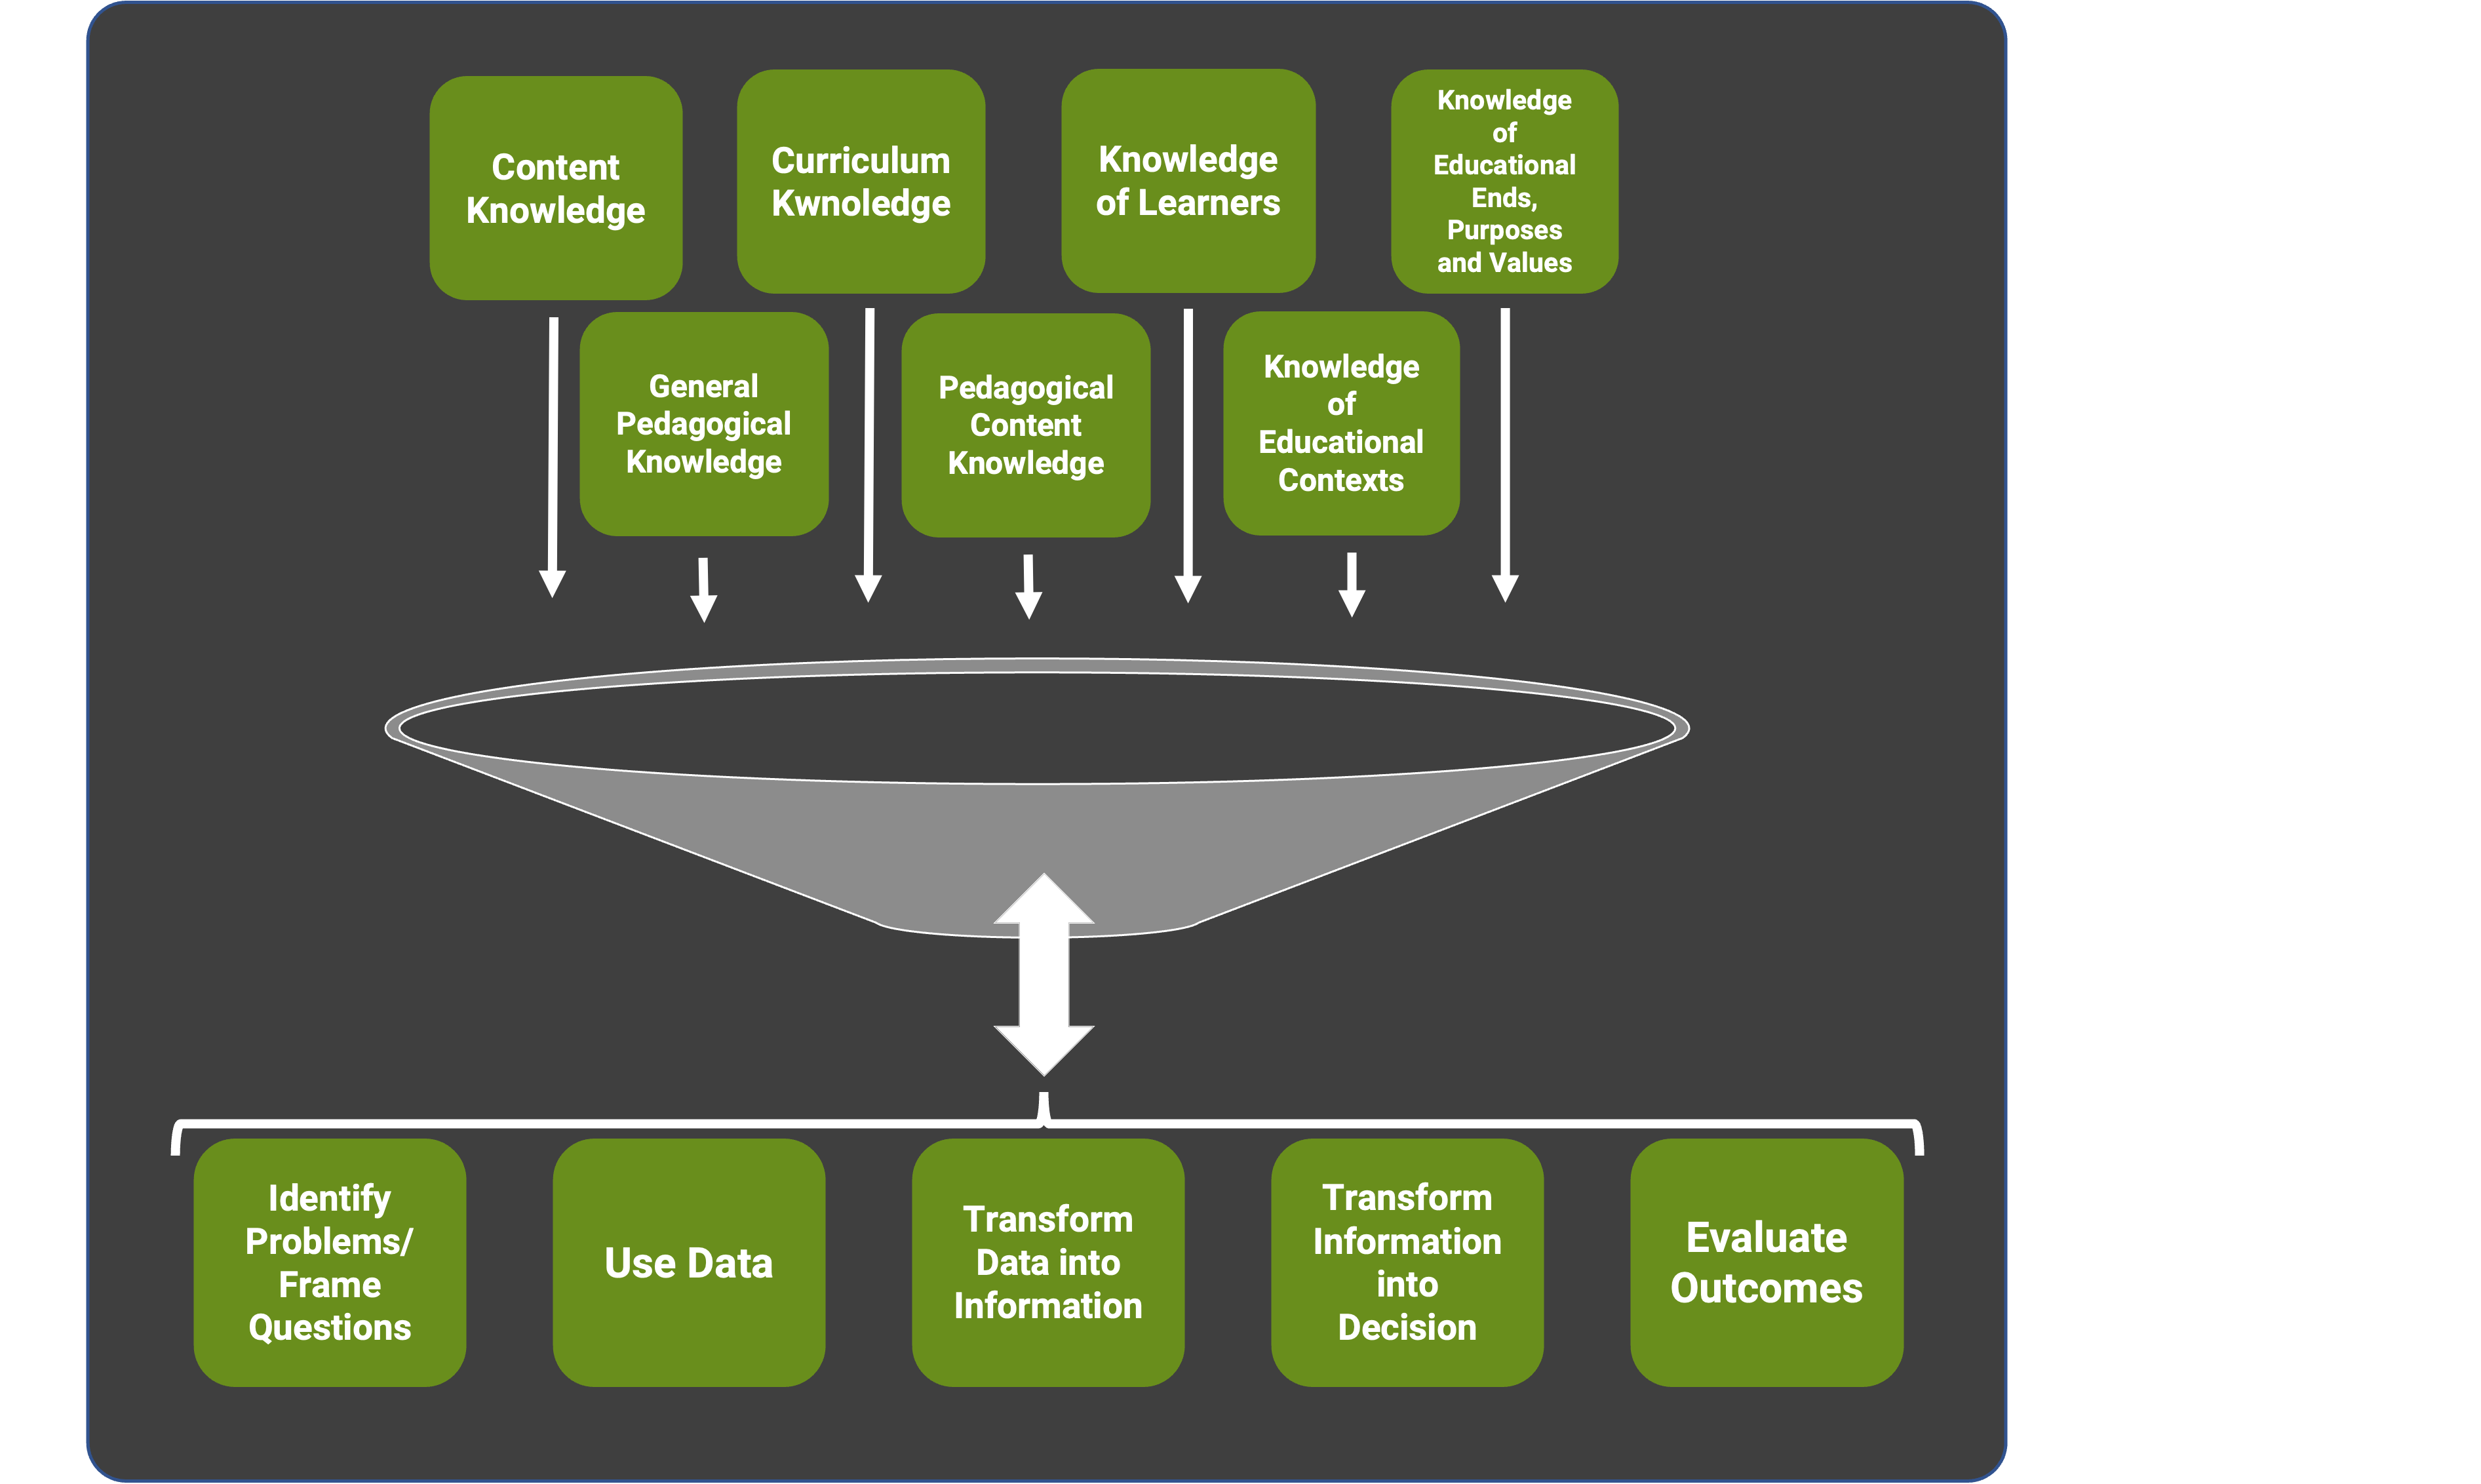 Content
Knowledge
Curriculum
Kwnoledge
Knowledge
of Learners
Knowledge
of
Educational
Ends,
Purposes
and Values
General
Pedagogical
Knowledge
Pedagogical
Content
Knowledge
Knowledge
of
Educational
Contexts
Identify
Problems/
Frame
Questions
Use Data
Transform
Data into
Information
Transform
Information
into
Decision
Evaluate
Outcomes